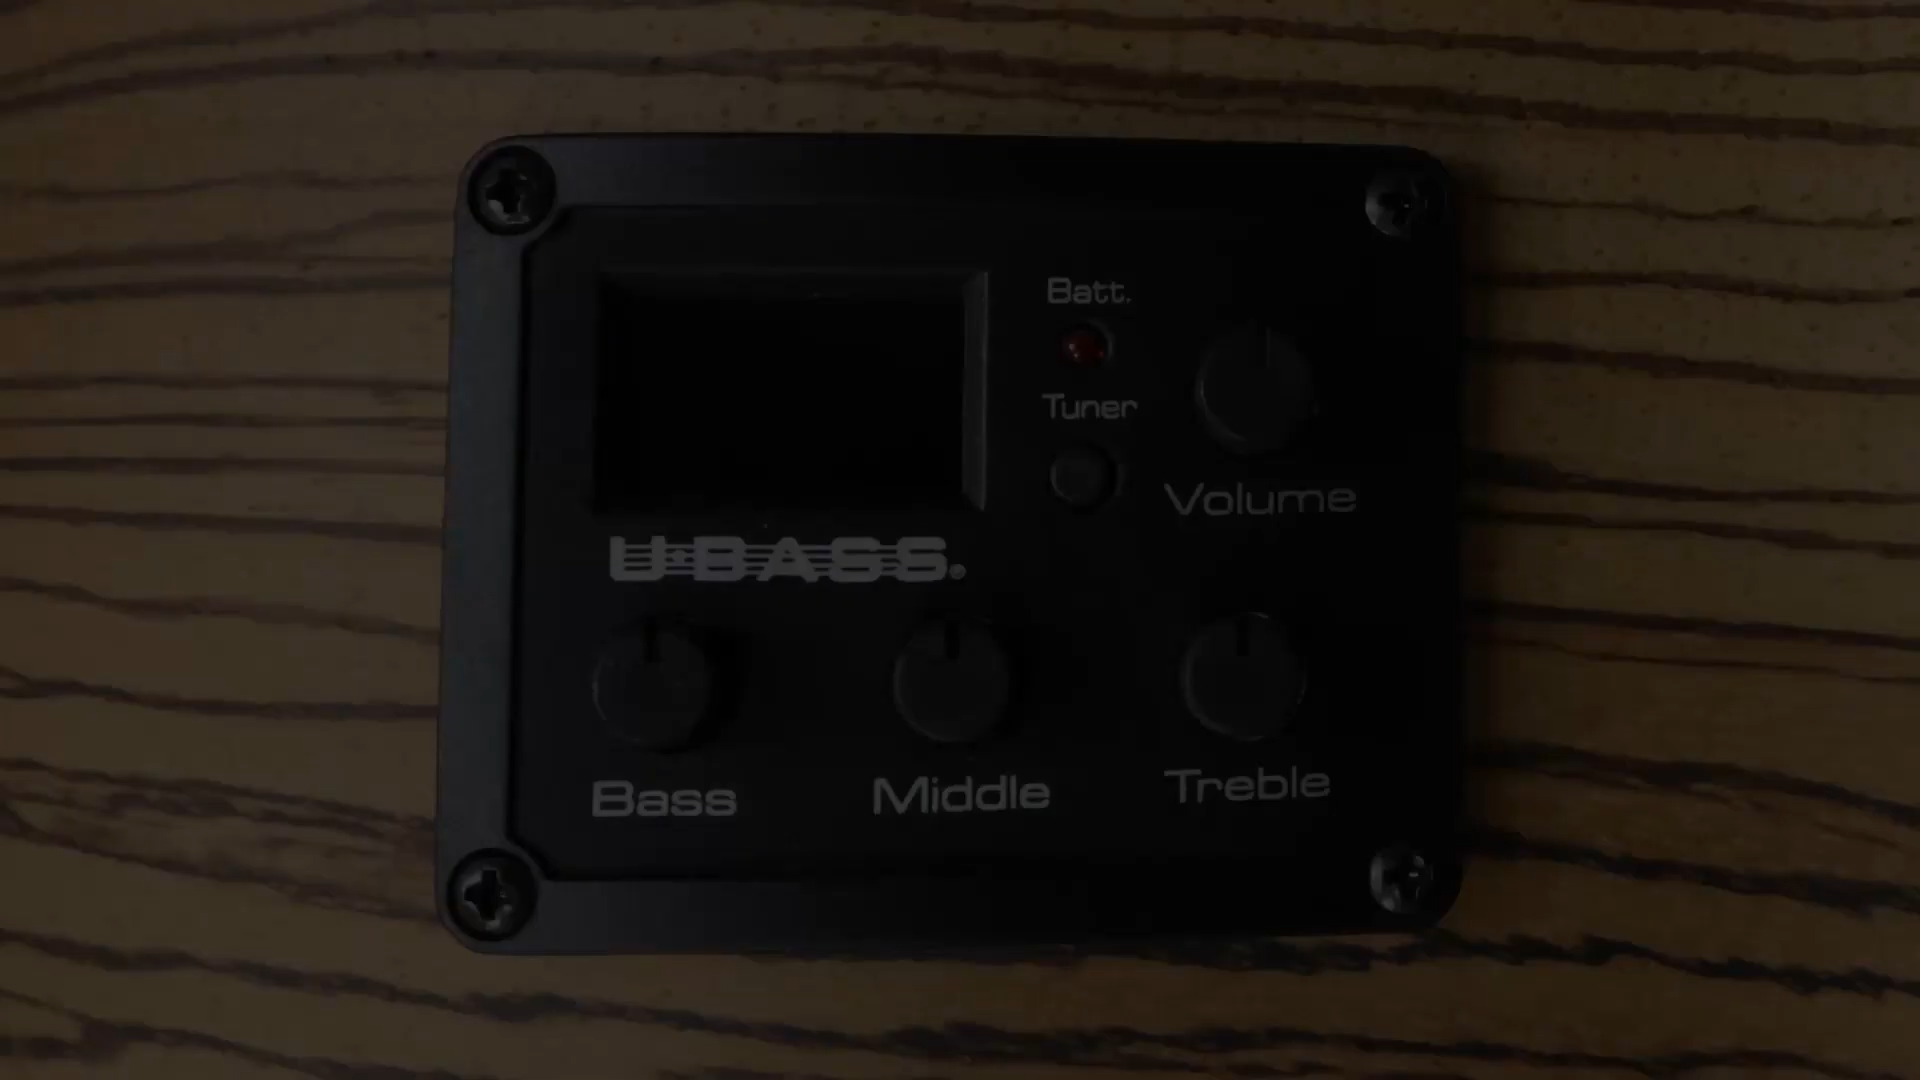 Batt.
Tuner
Volume
U•BASS®
Bass
Middle
Treble